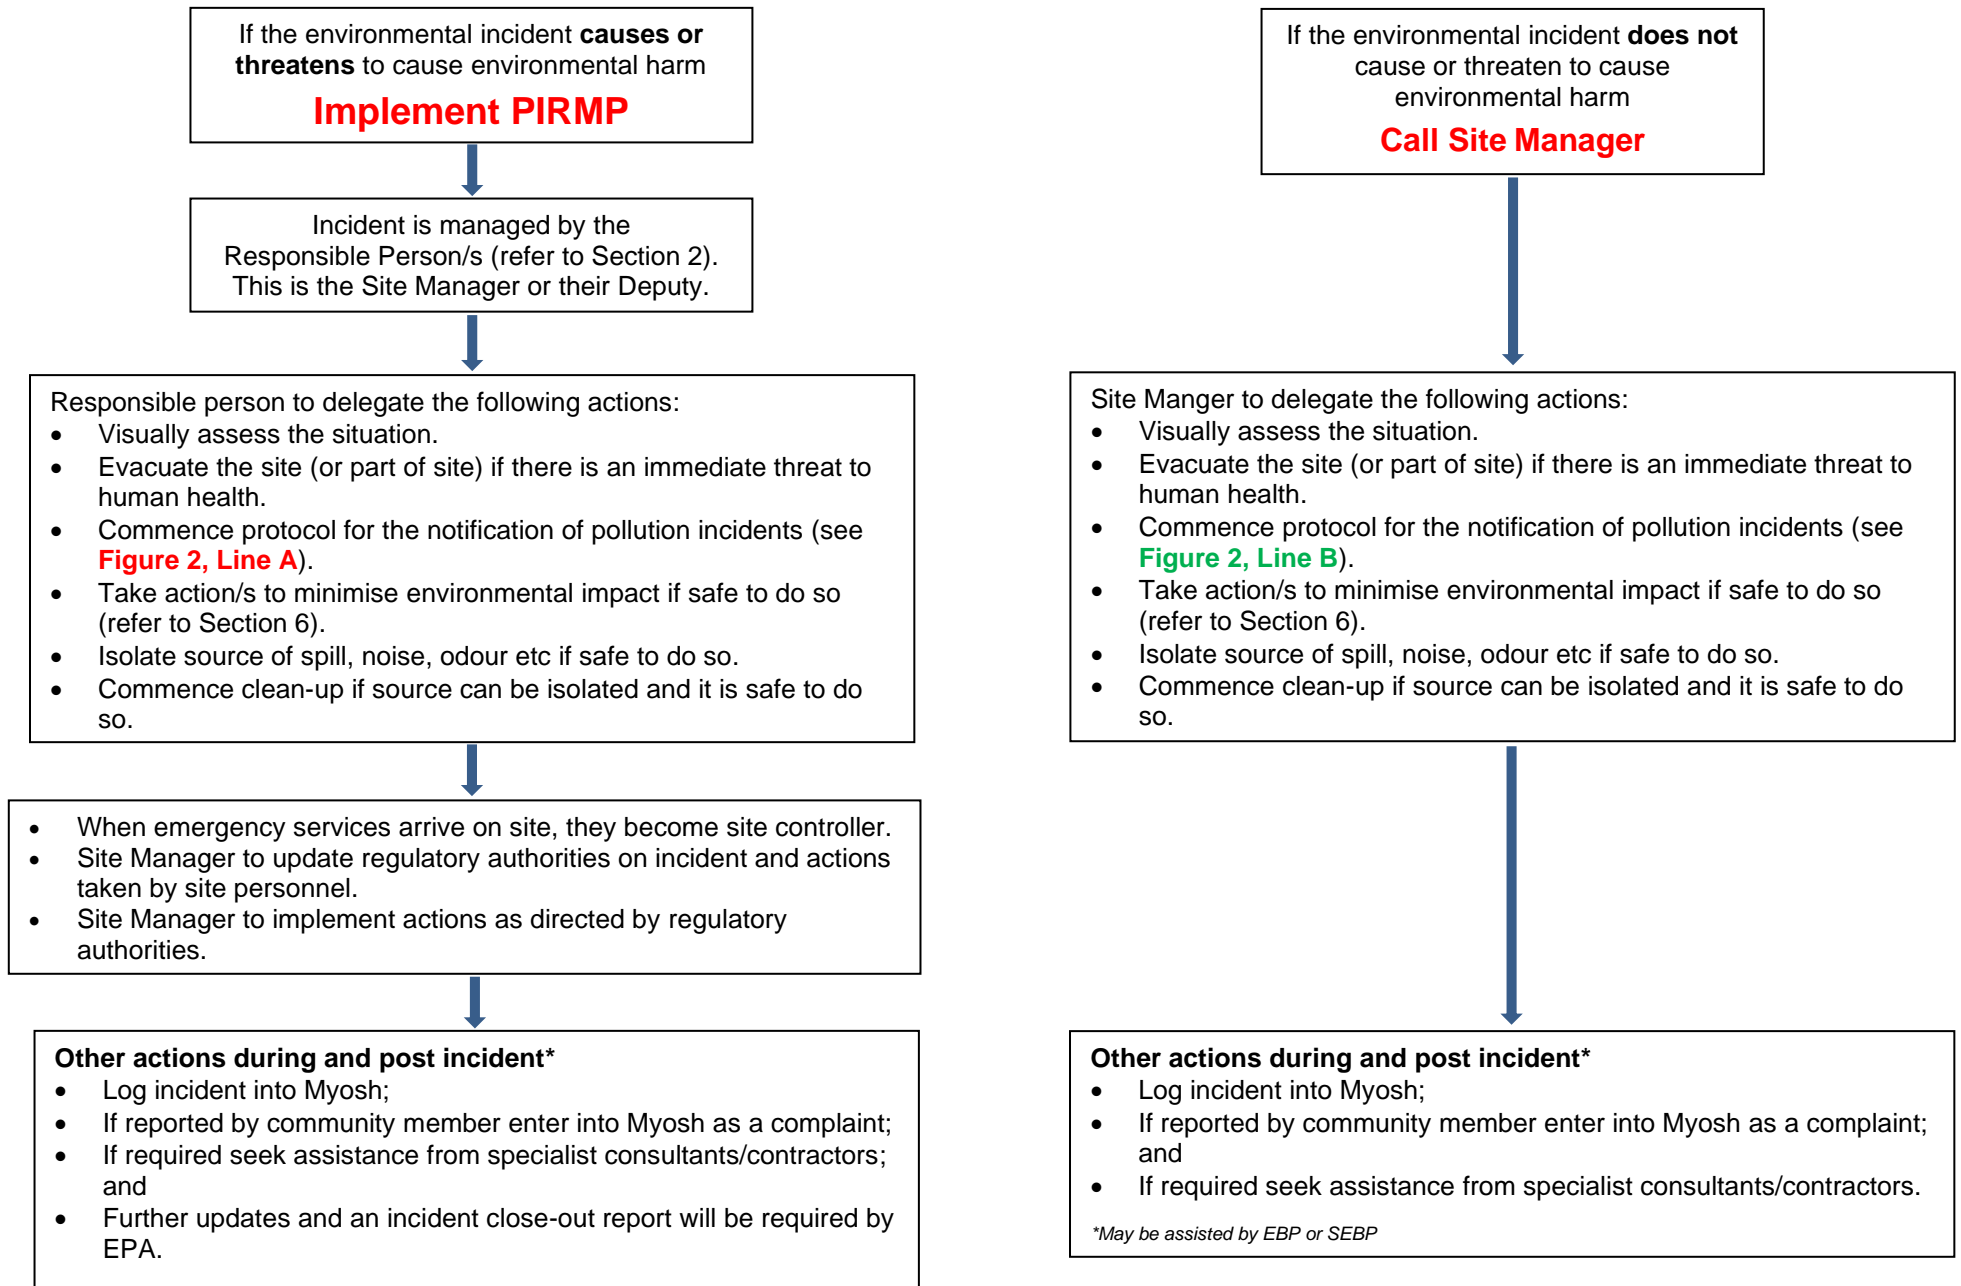 If the environmental incident causes or
threatens to cause environmental harm
Implement PIRMP
Incident is managed by the
Responsible Person/s (refer to Section 2).
This is the Site Manager or their Deputy.
Responsible person to delegate the following actions:
• Visually assess the situation.
• Evacuate the site (or part of site) if there is an immediate threat to
human health.
• Commence protocol for the notification of pollution incidents (see
Figure 2, Line A).
• Take action/s to minimise environmental impact if safe to do so
(refer to Section 6).
• Isolate source of spill, noise, odour etc if safe to do so.
• Commence clean-up if source can be isolated and it is safe to do
so.
• When emergency services arrive on site, they become site controller.
• Site Manager to update regulatory authorities on incident and actions
taken by site personnel.
• Site Manager to implement actions as directed by regulatory
authorities.
Other actions during and post incident*
• Log incident into Myosh;
• If reported by community member enter into Myosh as a complaint;
• If required seek assistance from specialist consultants/contractors;
and
• Further updates and an incident close-out report will be required by
EPA.
If the environmental incident does not
cause or threaten to cause
environmental harm
Call Site Manager
Site Manger to delegate the following actions:
• Visually assess the situation.
• Evacuate the site (or part of site) if there is an immediate threat to
human health.
• Commence protocol for the notification of pollution incidents (see
Figure 2, Line B).
• Take action/s to minimise environmental impact if safe to do so
(refer to Section 6).
• Isolate source of spill, noise, odour etc if safe to do so.
• Commence clean-up if source can be isolated and it is safe to do
so.
Other actions during and post incident*
• Log incident into Myosh;
• If reported by community member enter into Myosh as a complaint;
and
• If required seek assistance from specialist consultants/contractors.
*May be assisted by EBP or SEBP